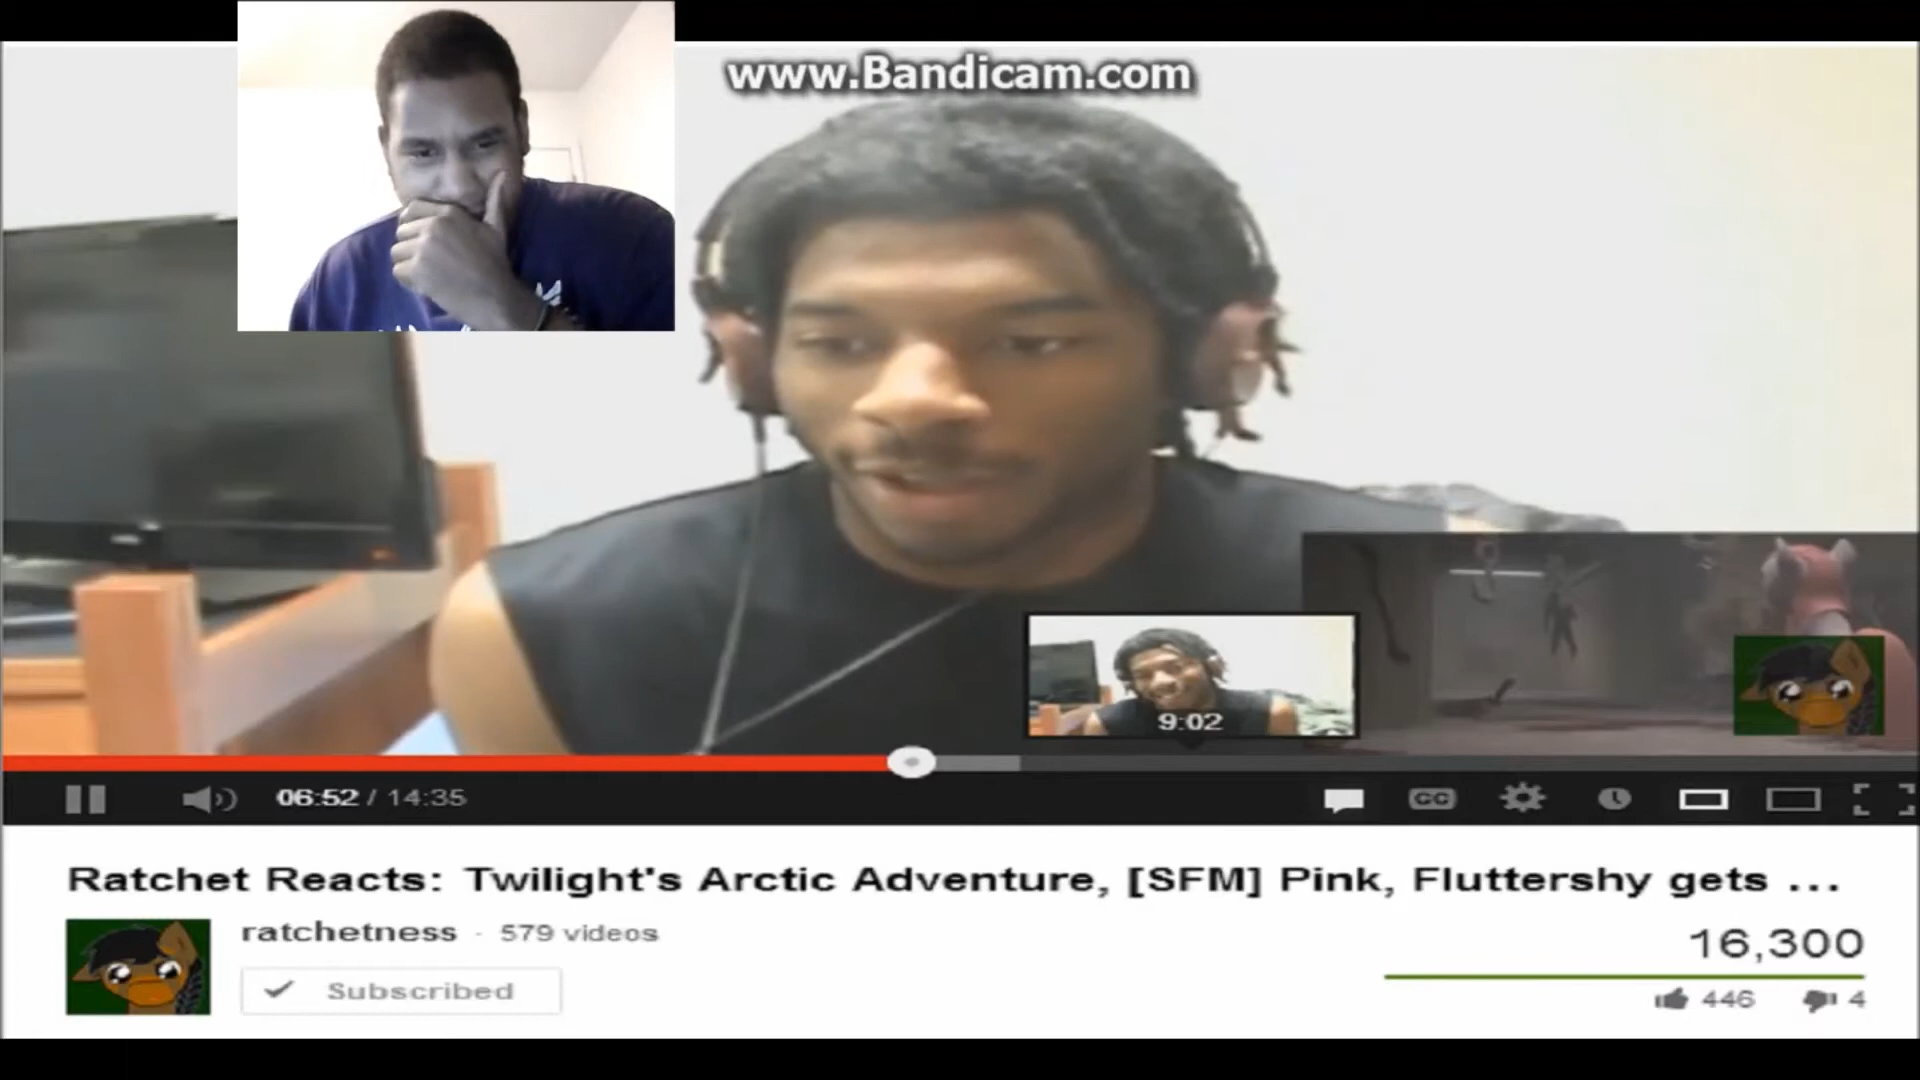 www.Bandicam.com
9:02
06:52 / 14:35
CC
Ratchet Reacts: Twilight's Arctic Adventure, [SFM] Pink, Fluttershy gets ...
ratchetness · 579 videos
16,300
Subscribed
446 4